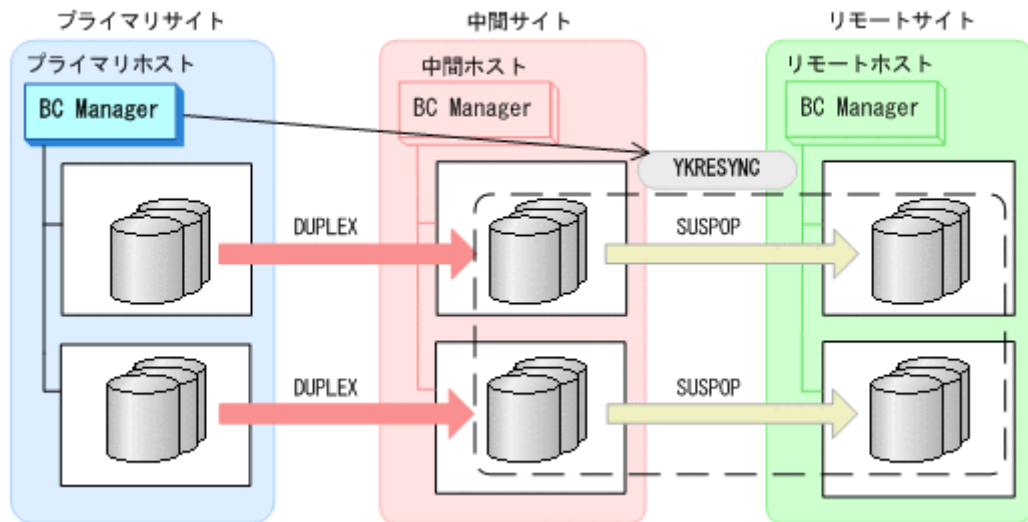 プライマリサイト
中間サイト
リモートサイト
プライマリホスト
中間ホスト
リモートホスト
BC Manager
BC Manager
BC Manager
YKRESYNC
DUPLEX
SUSPOP
DUPLEX
SUSPOP